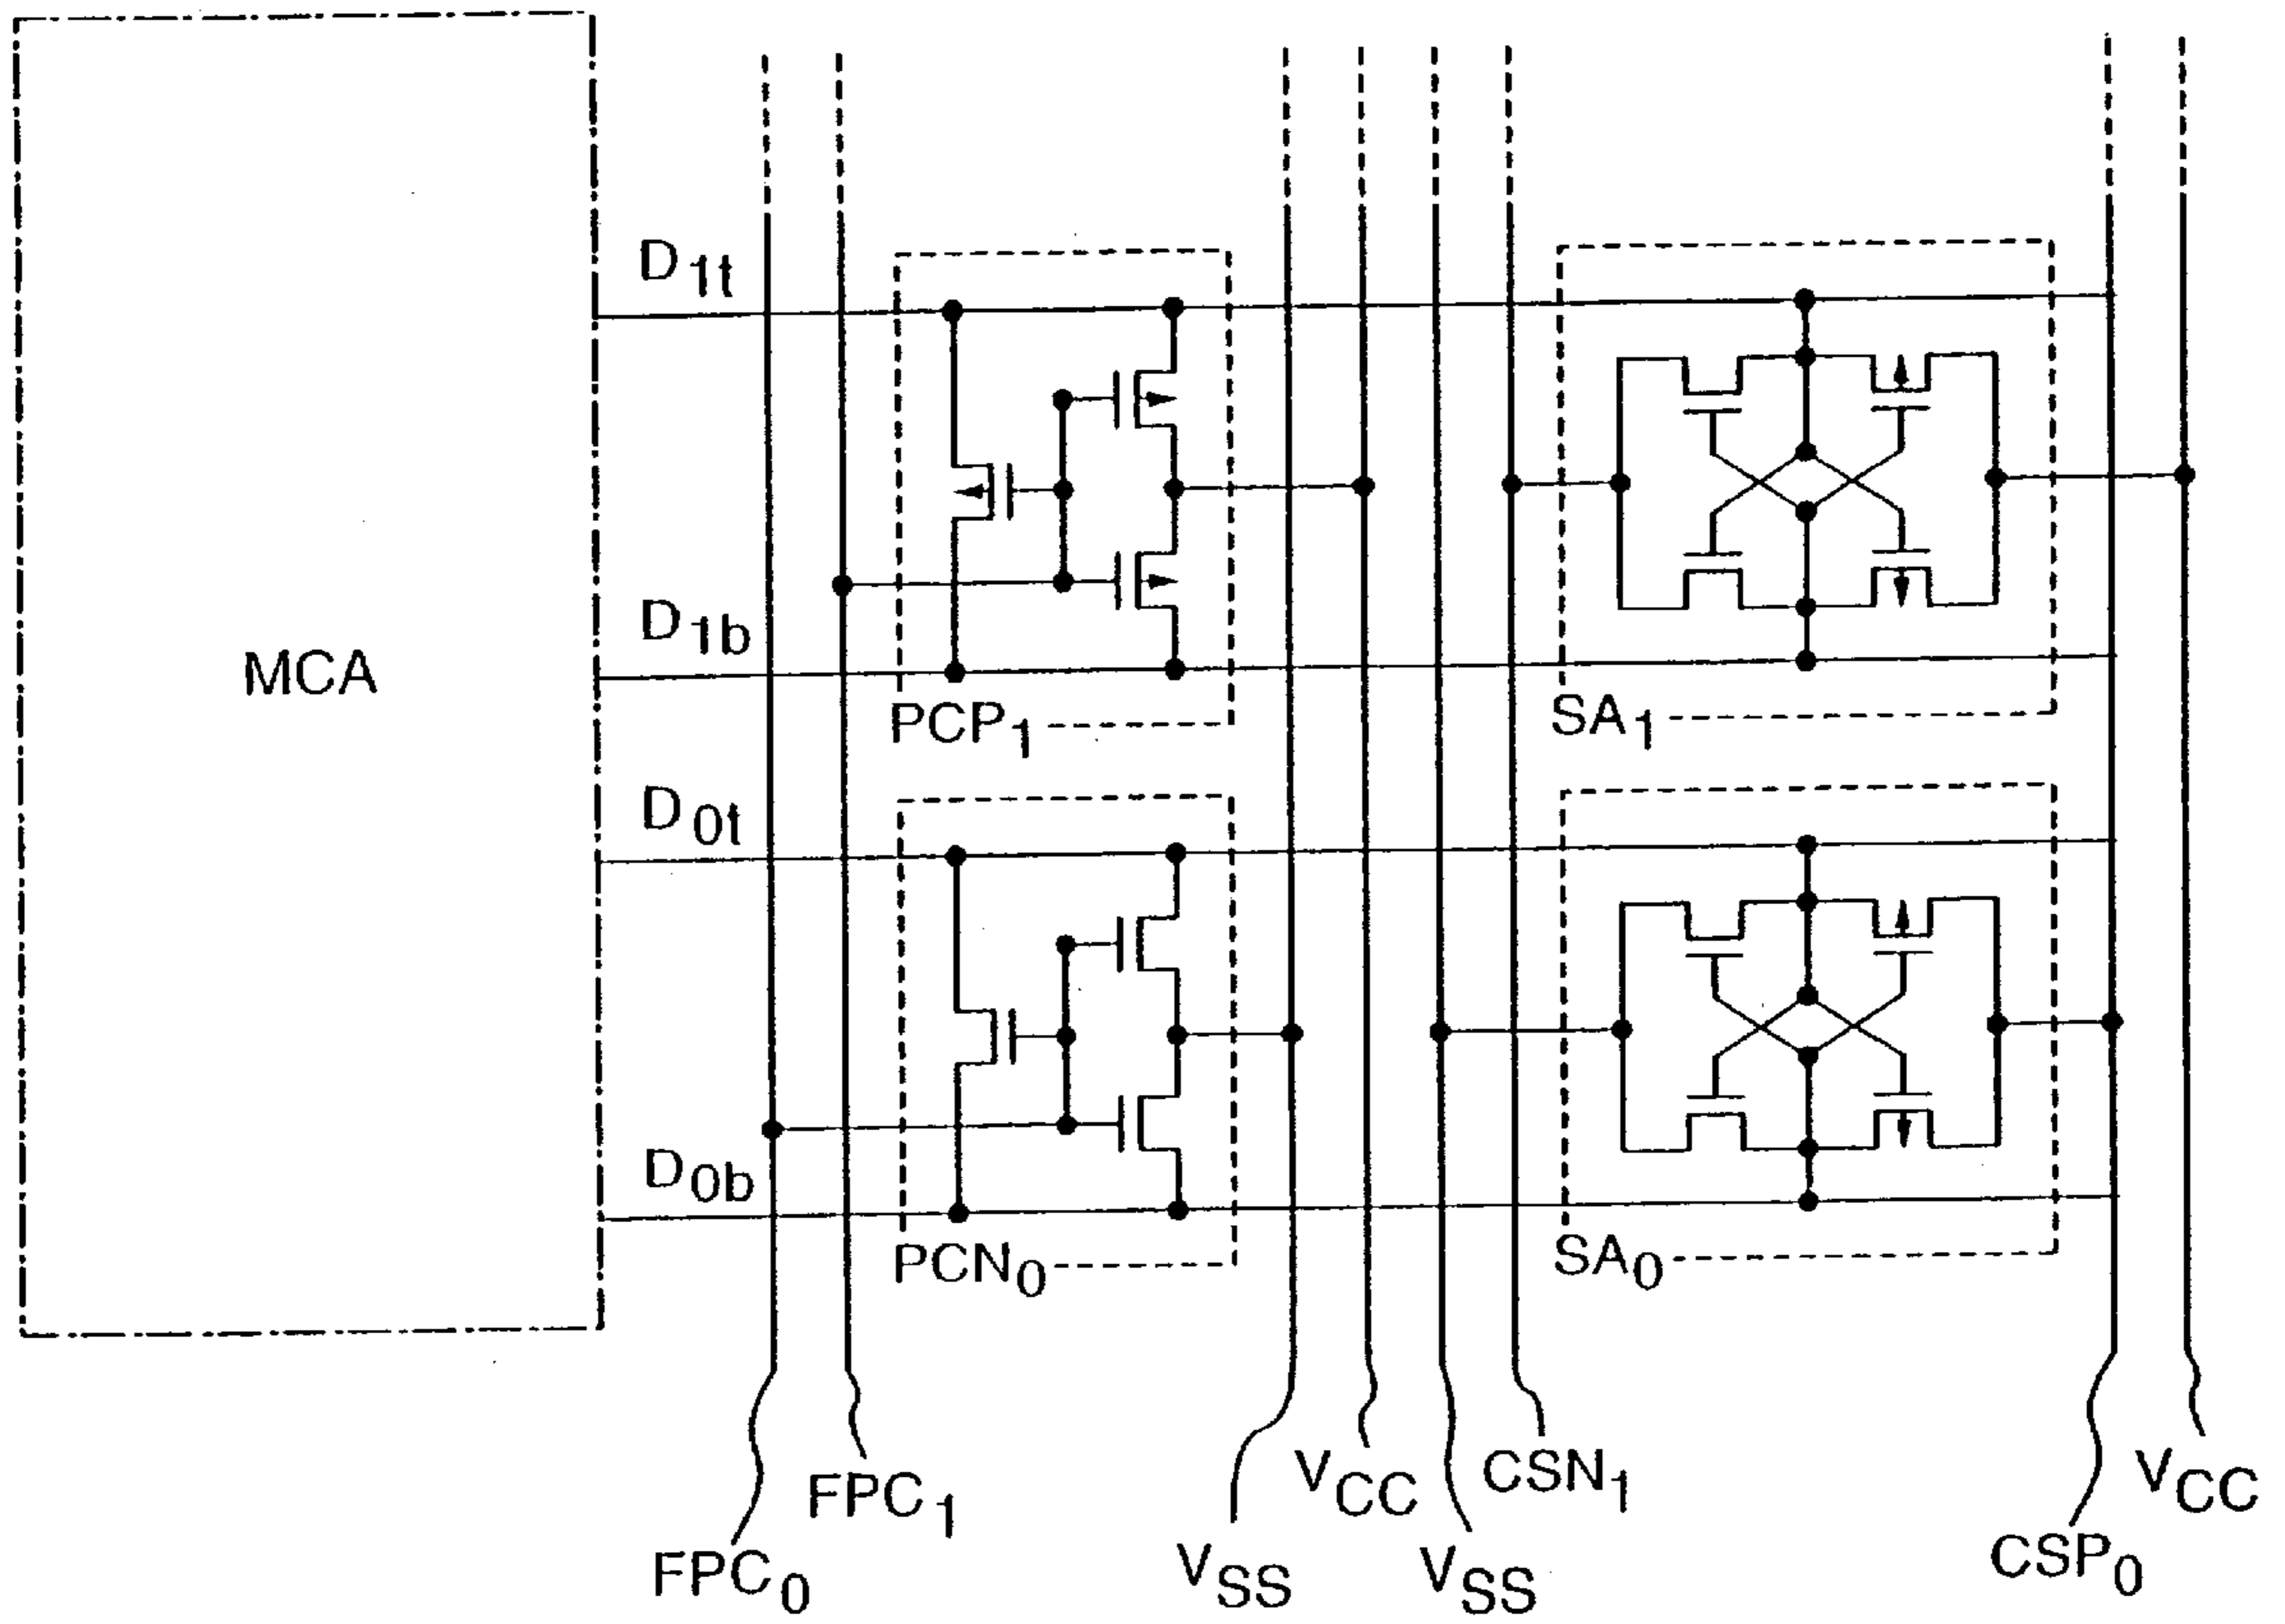 D1t
D1b
MCA
PCP1
SA1
D0t
D0b
PCN0
SA0
FPC0
FPC1
VSS
VCC
VSS
CSN1
CSP0
VCC